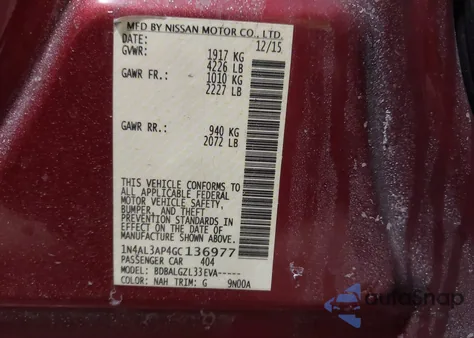 MFD BY NISSAN MOTOR CO., LTD.
DATE: 12/15
GVWR: 1917 KG
4226 LB
GAWR FR.: 1010 KG
2227 LB
GAWR RR.: 940 KG
2072 LB
THIS VEHICLE CONFORMS TO
ALL APPLICABLE FEDERAL
MOTOR VEHICLE SAFETY,
BUMPER, AND THEFT
PREVENTION STANDARDS IN
EFFECT ON THE DATE OF
MANUFACTURE SHOWN ABOVE.
1N4AL3AP4GC136977
PASSENGER CAR 404
MODEL: BDBALGZL33EVA-----
COLOR: NAH TRIM: G 9N00A
autoSnap